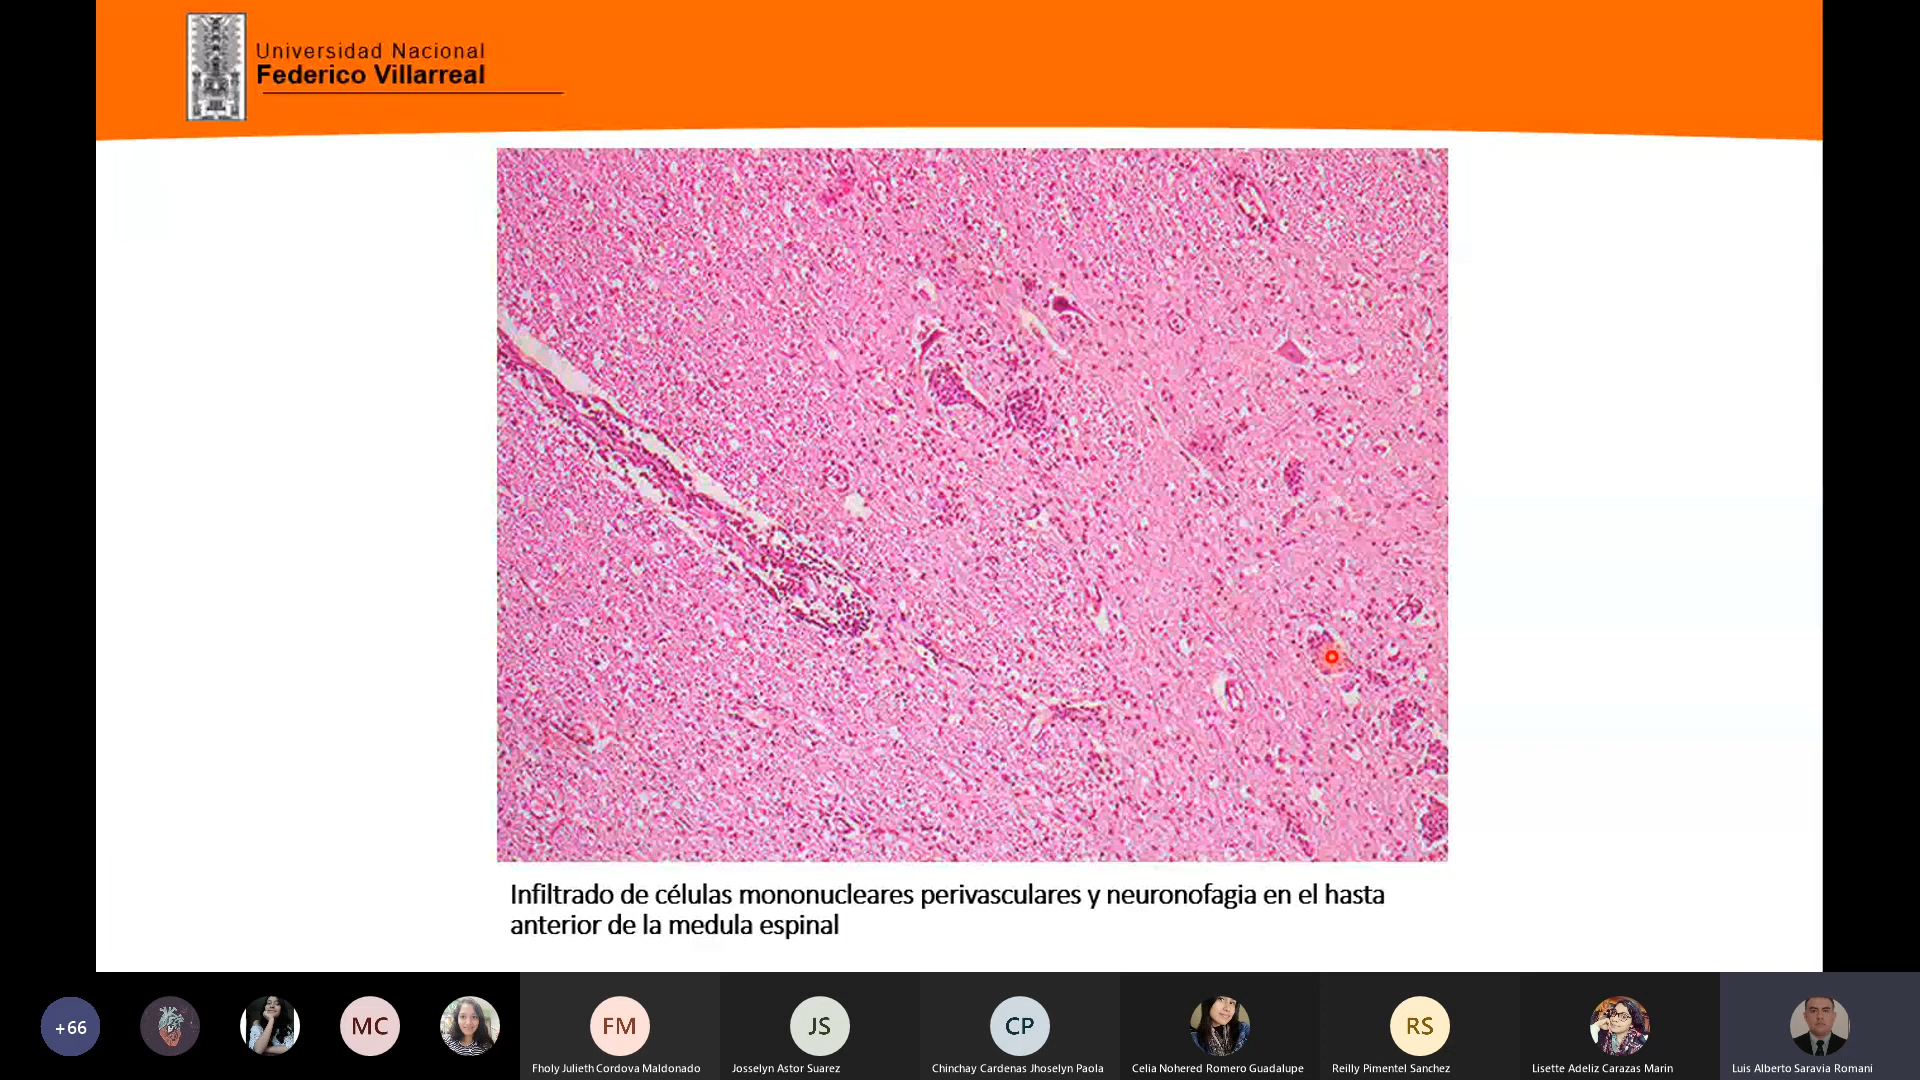 Universidad Nacional
Federico Villarreal
Infiltrado de células mononucleares perivasculares y neuronofagia en el hasta
anterior de la medula espinal
+66
MC
FM
JS
CP
RS
Fholy Julieth Cordova Maldonado
Josselyn Astor Suarez
Chinchay Cardenas Jhoselyn Paola
Celia Nohered Romero Guadalupe
Reilly Pimentel Sanchez
Lisette Adeliz Carazas Marin
Luis Alberto Saravia Romani